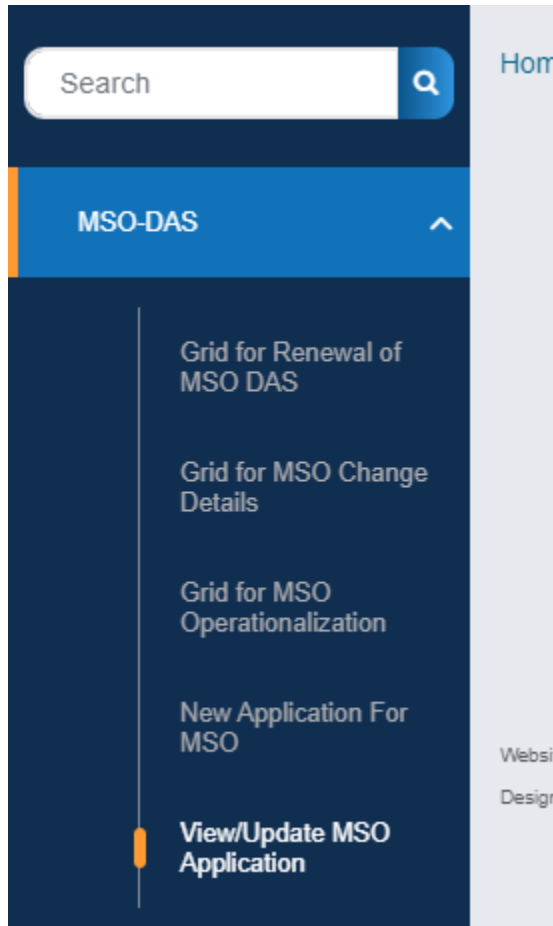 Search
Hom
MSO-DAS
Grid for Renewal of
MSO DAS
Grid for MSO Change
Details
Grid for MSO
Operationalization
New Application For
MSO
Websi
View/Update MSO
Application
Design